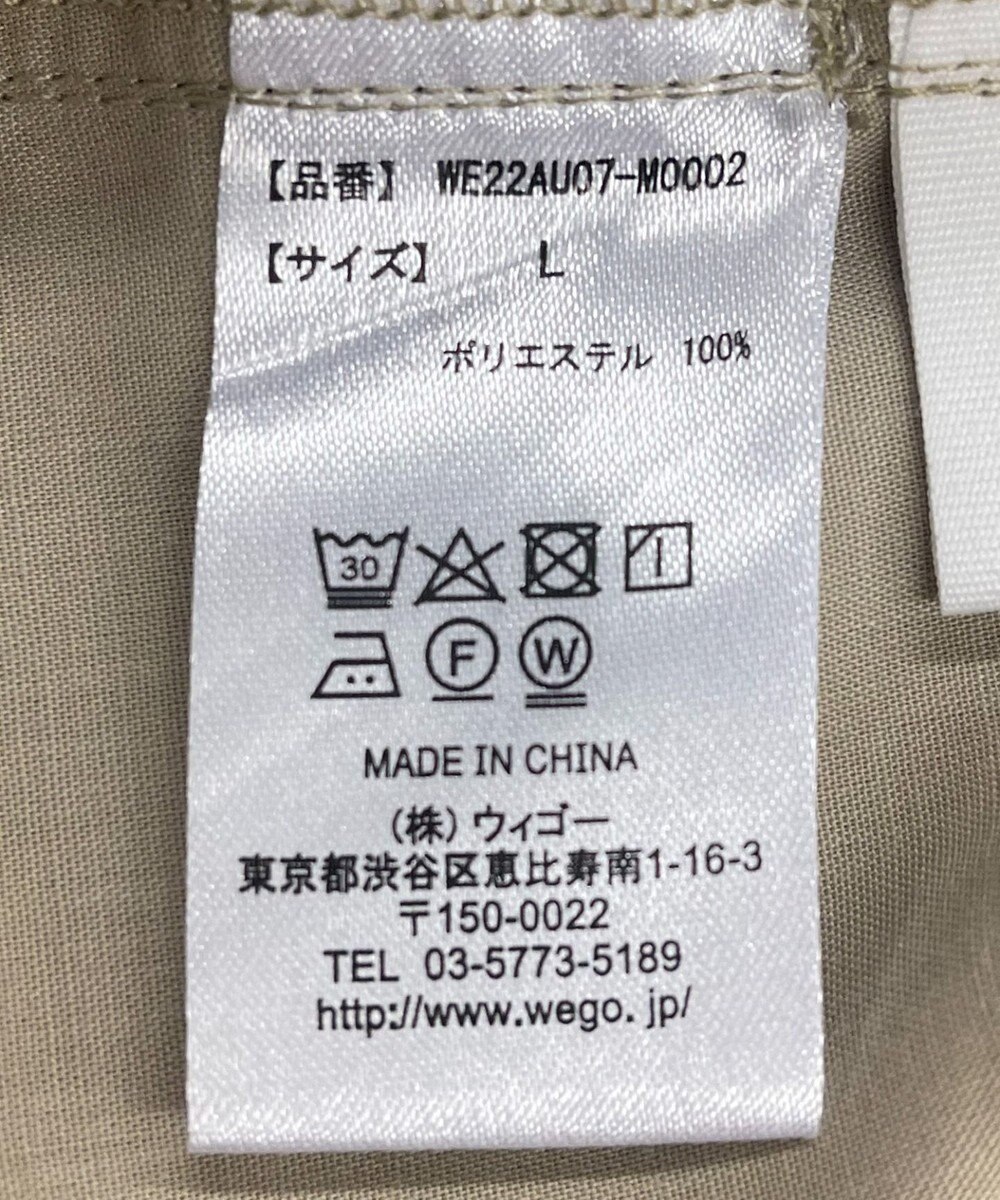 【品番】 WE22AU07-M0002
【サイズ】 L
ポリエステル 100%
30
F W
MADE IN CHINA
(株)ウィゴー
東京都渋谷区恵比寿南1-16-3
〒150-0022
TEL 03-5773-5189
http://www.wego.jp/